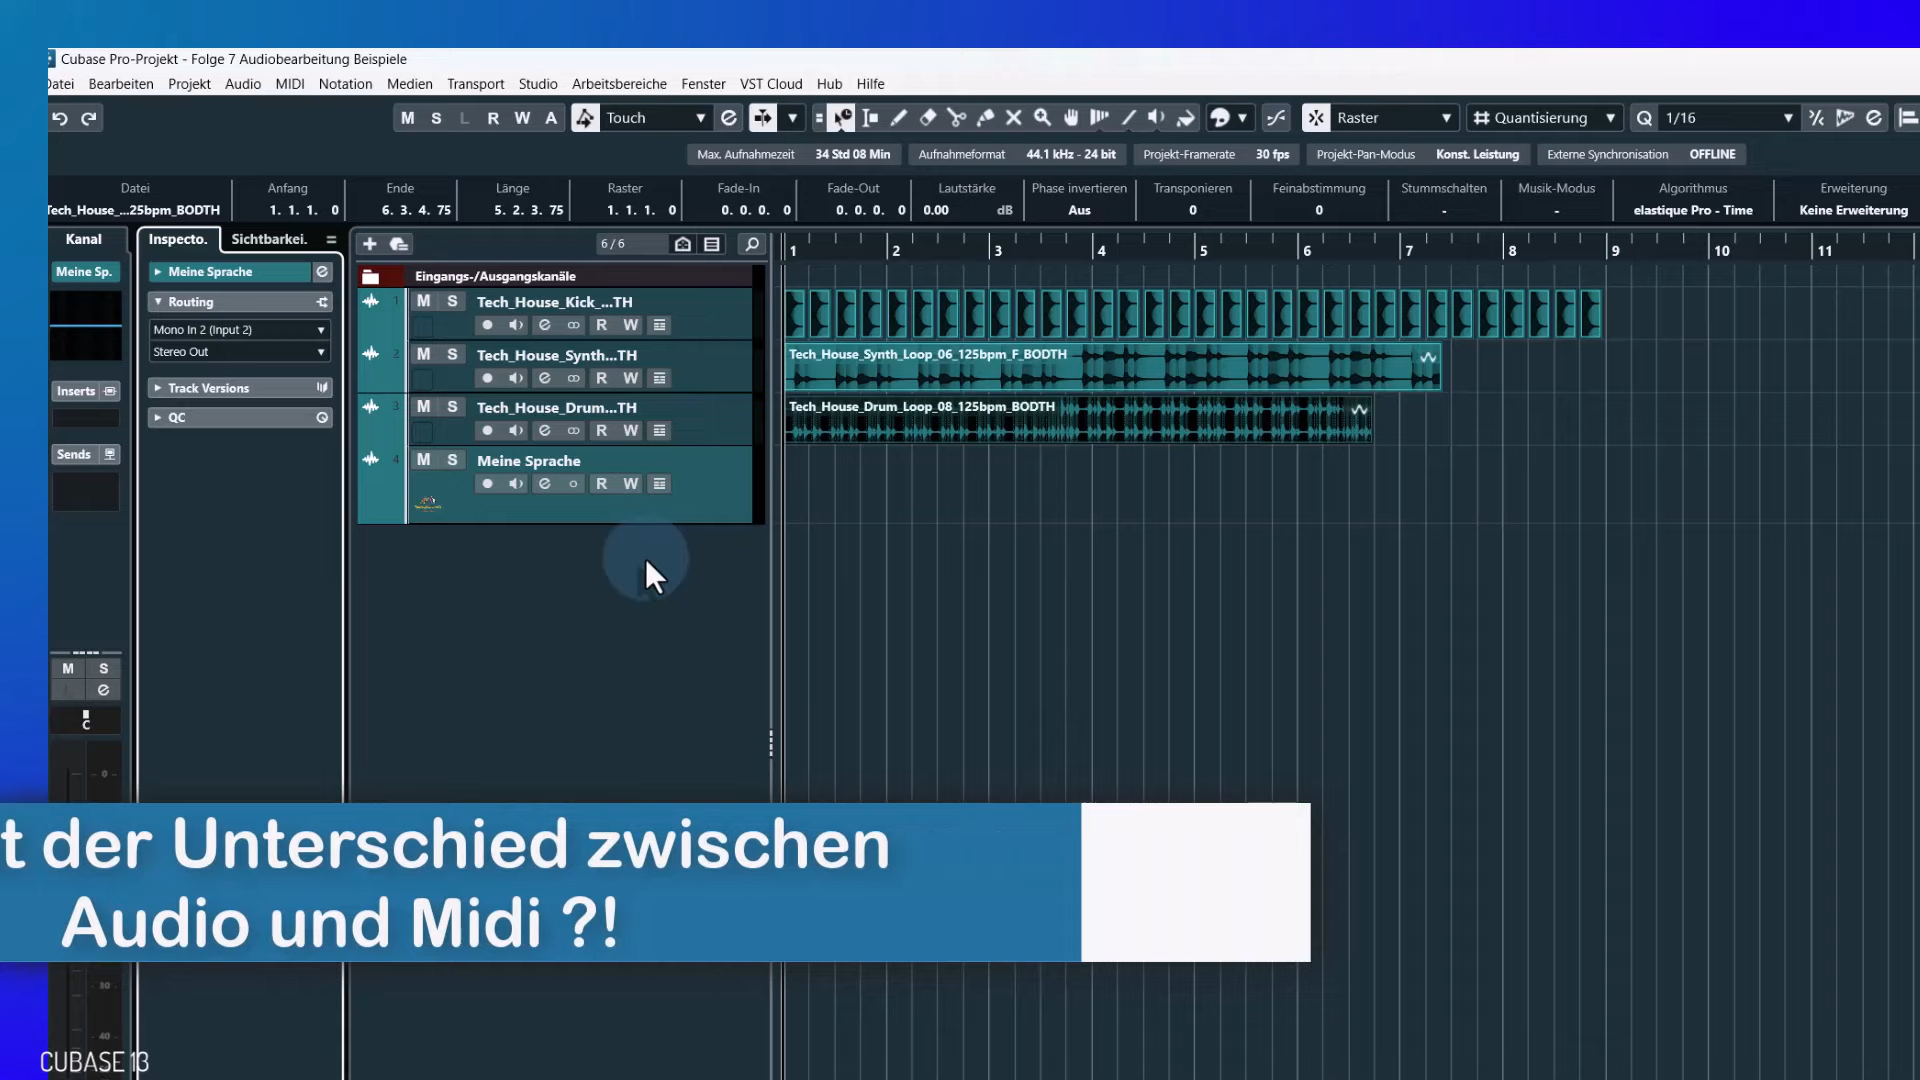 Cubase Pro-Projekt - Folge 7 Audiobearbeitung Beispiele
Datei Bearbeiten Projekt Audio MIDI Notation Medien Transport Studio Arbeitsbereiche Fenster VST Cloud Hub Hilfe
M S L R W A Touch Raster Quantisierung Q 1/16
Max. Aufnahmezeit 34 Std 08 Min Aufnahmeformat 44.1 kHz - 24 bit Projekt-Framerate 30 fps Projekt-Pan-Modus Konst. Leistung Externe Synchronisation OFFLINE
Datei Anfang Ende Länge Raster Fade-In Fade-Out Lautstärke Phase invertieren Transponieren Feinabstimmung Stummschalten Musik-Modus Algorithmus Erweiterung
Tech_House_...25bpm_BODTH 1. 1. 1. 0 6. 3. 4. 75 5. 2. 3. 75 1. 1. 1. 0 0. 0. 0. 0 0. 0. 0. 0 0.00 dB Aus 0 0 - - elastique Pro - Time Keine Erweiterung
Kanal Inspecto. Sichtbarkei. 6 / 6 1 2 3 4 5 6 7 8 9 10 11
Meine Sp. Meine Sprache Eingangs-/Ausgangskanäle
Routing 1 M S Tech_House_Kick_...TH
Mono In 2 (Input 2) R W
Stereo Out 2 M S Tech_House_Synth...TH Tech_House_Synth_Loop_06_125bpm_F_BODTH
Inserts Track Versions R W
QC 3 M S Tech_House_Drum...TH Tech_House_Drum_Loop_08_125bpm_BODTH
R W
Sends 4 M S Meine Sprache
R W
M S
C
- 0 -
t der Unterschied zwischen
Audio und Midi ?!
- 30 -
- 40 -
CUBASE 13